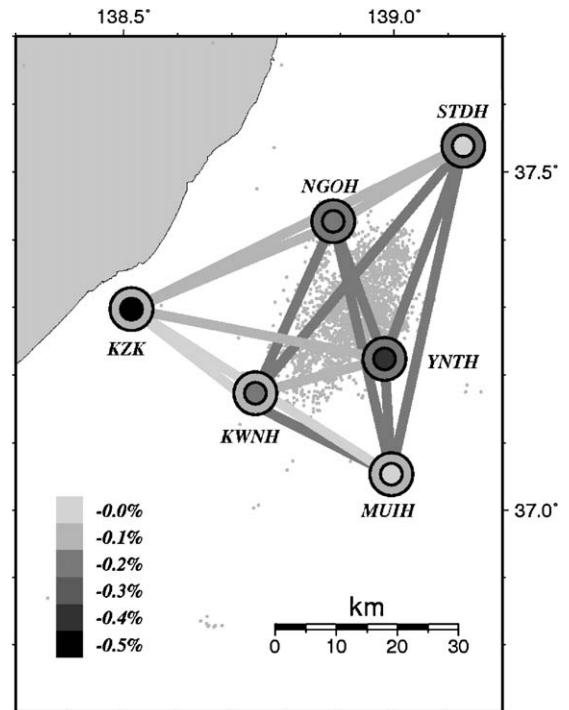 138.5° 139.0°
STDH
37.5°
NGOH
KZK
YNTH
KWNH
MUIH
37.0°
-0.0%
-0.1%
-0.2%
-0.3%
-0.4%
-0.5%
km
0 10 20 30